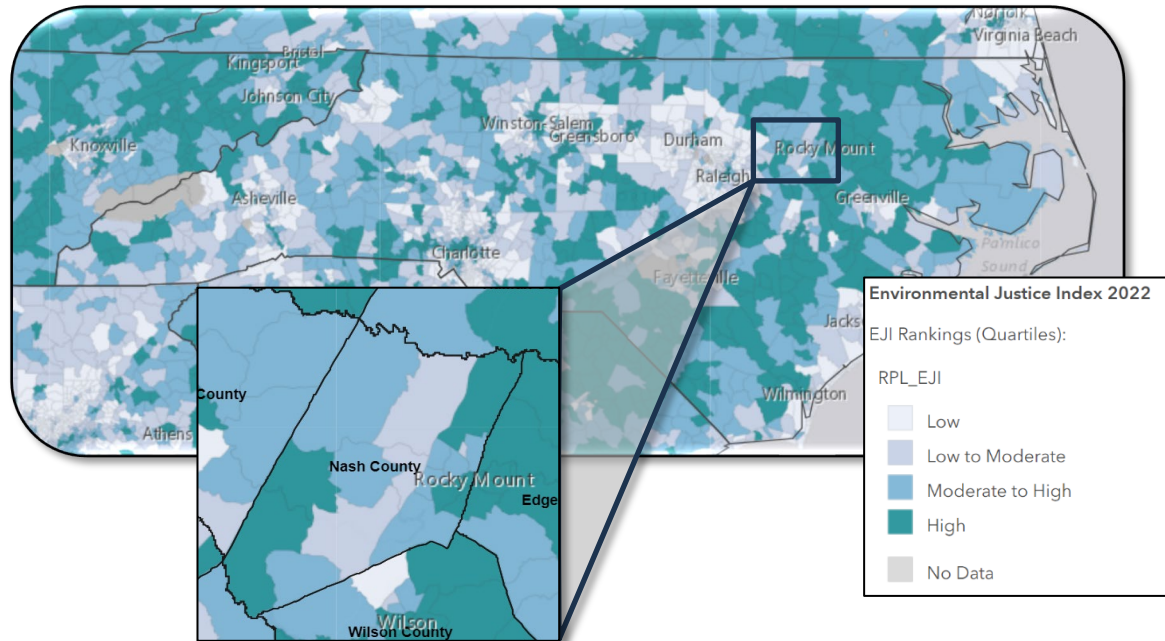 Norfolk
Virginia Beach
Bristol
Kingsport
Johnson City
Winston-Salem
Greensboro
Durham
Rocky Mount
Knoxville
Raleigh
Asheville
Greenville
Charlotte
Pamlico
Sound
Fayetteville
Jacks
Wilmington
Athens
County
Nash County
Rocky Mount
Edge
Wilson
Wilson County
Environmental Justice Index 2022
EJI Rankings (Quartiles):
RPL_EJI
Low
Low to Moderate
Moderate to High
High
No Data